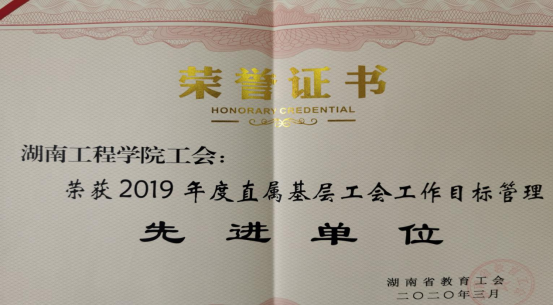 荣誉证书
HONORARY CREDENTIAL
湖南工程学院工会：
荣获2019年度直属基层工会工作目标管理
先进单位
湖南省教育工会
二〇二〇年三月